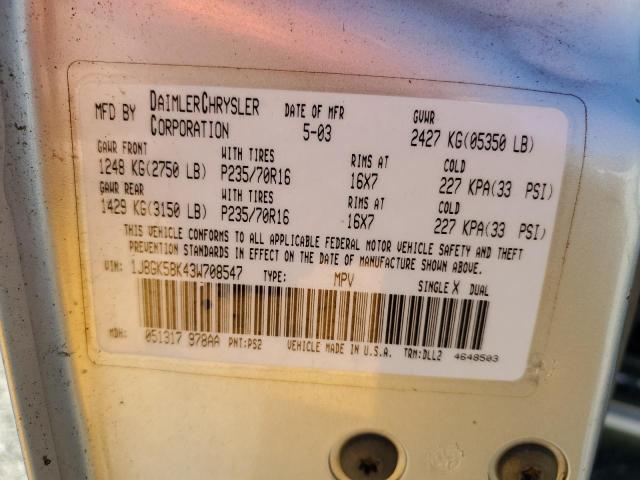 MFD BY DAIMLERCHRYSLER CORPORATION DATE OF MFR 5-03 GVWR 2427 KG(05350 LB)
GAWR FRONT WITH TIRES RIMS AT COLD
1248 KG(2750 LB) P235/70R16 16X7 227 KPA(33 PSI)
GAWR REAR WITH TIRES RIMS AT COLD
1429 KG(3150 LB) P235/70R16 16X7 227 KPA(33 PSI)
THIS VEHICLE CONFORMS TO ALL APPLICABLE FEDERAL MOTOR VEHICLE SAFETY AND THEFT
PREVENTION STANDARDS IN EFFECT ON THE DATE OF MANUFACTURE SHOWN ABOVE.
VIN: 1J8GK58K43W708547 TYPE: MPV SINGLE X DUAL
MDH: 051317 978AA PNT:PS2 VEHICLE MADE IN U.S.A. TRM:DLL2 4648503